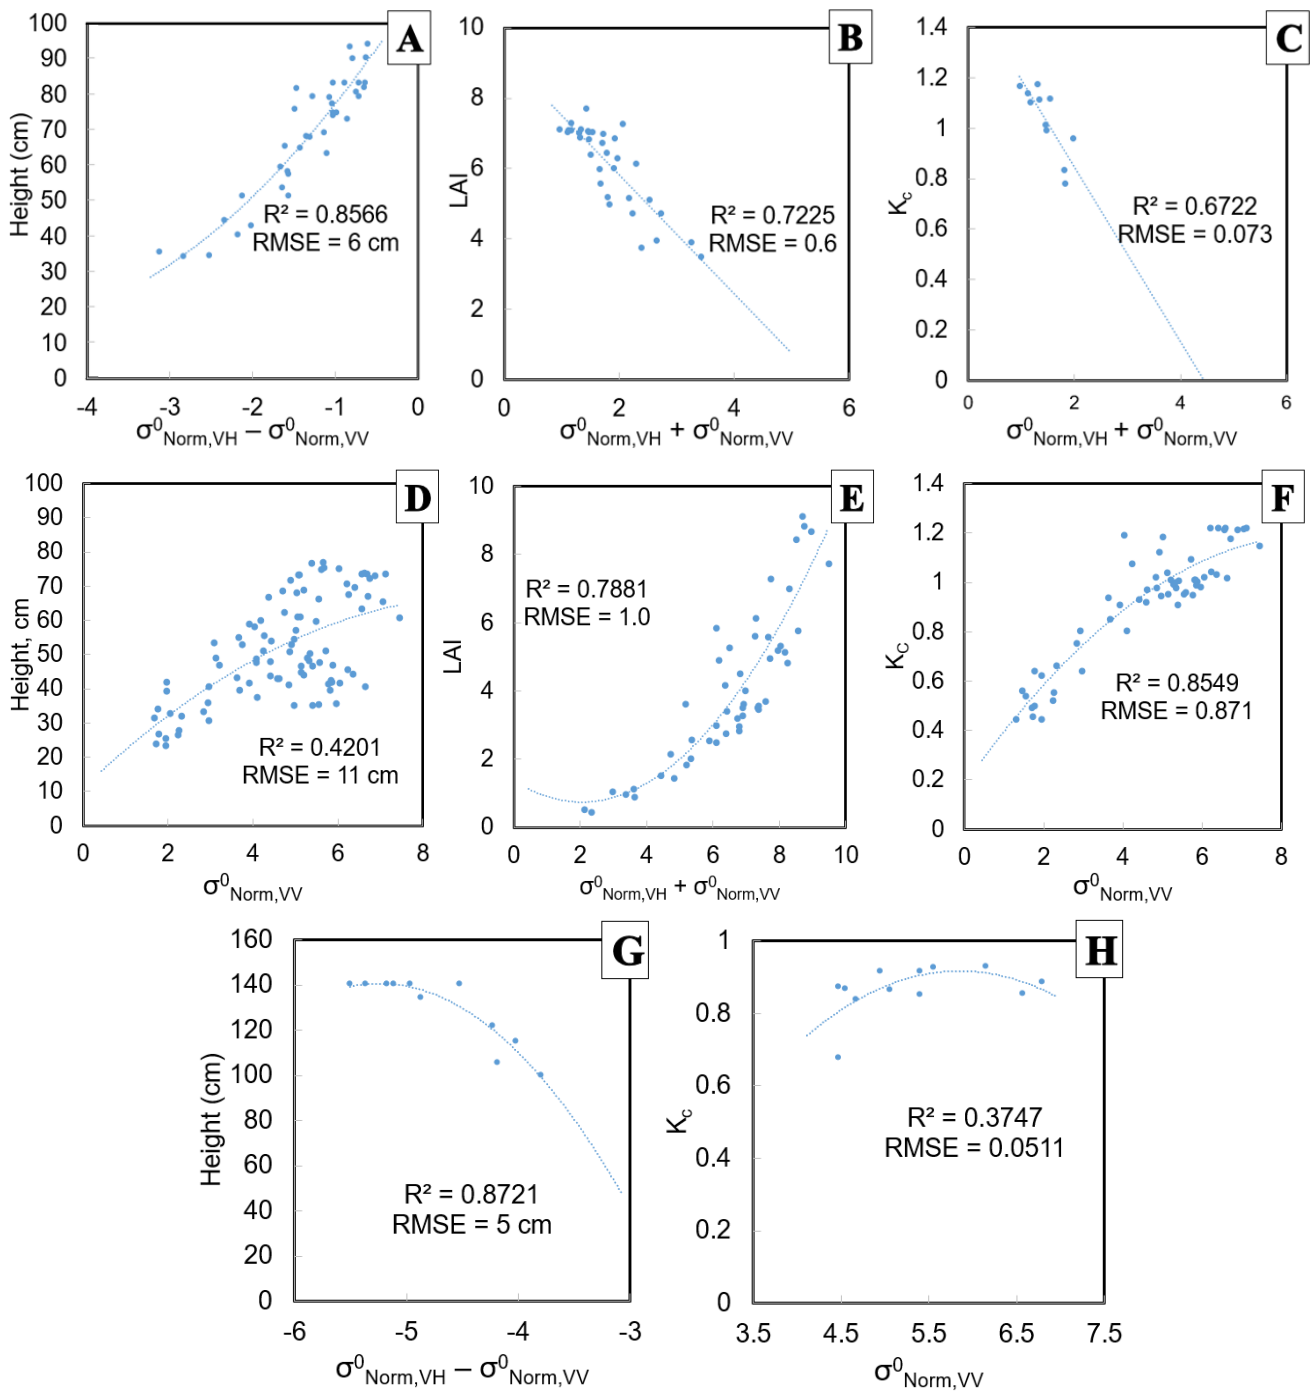 A
100
90
80
70
60
50
40
30
20
10
0
Height (cm)
R² = 0.8566
RMSE = 6 cm
-4 -3 -2 -1 0
σ⁰Norm,VH – σ⁰Norm,VV
B
10
8
6
4
2
0
LAI
R² = 0.7225
RMSE = 0.6
0 2 4 6
σ⁰Norm,VH + σ⁰Norm,VV
C
1.4
1.2
1
0.8
0.6
0.4
0.2
0
Kc
R² = 0.6722
RMSE = 0.073
0 2 4 6
σ⁰Norm,VH + σ⁰Norm,VV
D
100
90
80
70
60
50
40
30
20
10
0
Height, cm
R² = 0.4201
RMSE = 11 cm
0 2 4 6 8
σ⁰Norm,VV
E
10
8
6
4
2
0
LAI
R² = 0.7881
RMSE = 1.0
0 2 4 6 8 10
σ⁰Norm,VH + σ⁰Norm,VV
F
1.4
1.2
1
0.8
0.6
0.4
0.2
0
KC
R² = 0.8549
RMSE = 0.871
0 2 4 6 8
σ⁰Norm,VV
G
160
140
120
100
80
60
40
20
0
Height (cm)
R² = 0.8721
RMSE = 5 cm
-6 -5 -4 -3
σ⁰Norm,VH – σ⁰Norm,VV
H
1
0.8
0.6
0.4
0.2
0
Kc
R² = 0.3747
RMSE = 0.0511
3.5 4.5 5.5 6.5 7.5
σ⁰Norm,VV